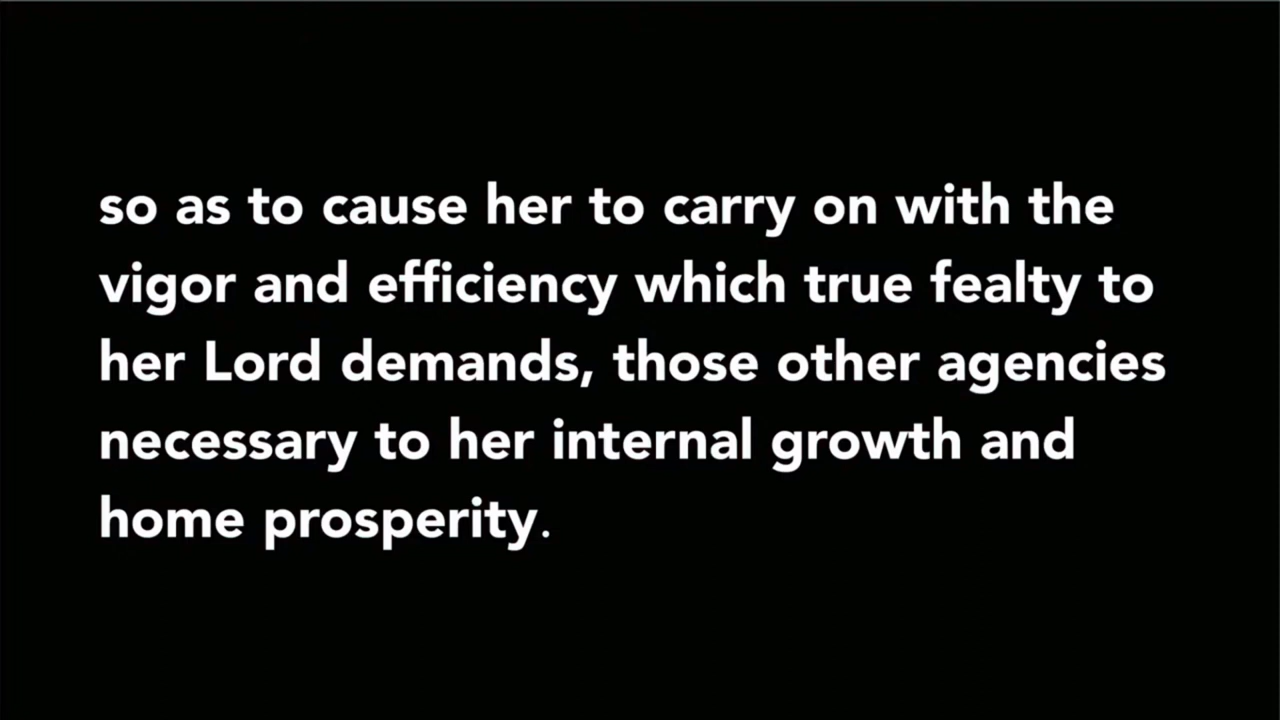 so as to cause her to carry on with the
vigor and efficiency which true fealty to
her Lord demands, those other agencies
necessary to her internal growth and
home prosperity.